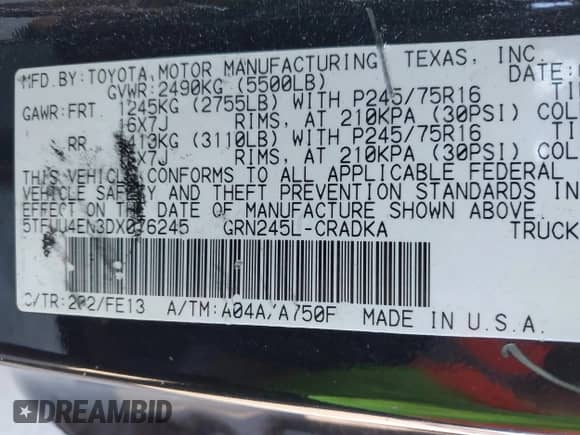 MFD.BY:TOYOTA MOTOR MANUFACTURING TEXAS, INC.
GVWR:2490KG (5500LB) DATE:
GAWR:FRT. 1245KG (2755LB) WITH P245/75R16 TI
16X7J RIMS, AT 210KPA (30PSI) COL
RR. (3110LB) WITH P245/75R16 TI
RIMS, AT 210KPA (30PSI) COL
THIS VEHICLE CONFORMS TO ALL APPLICABLE FEDERAL
VEHICLE SAFETY AND THEFT PREVENTION STANDARDS IN
EFFECT ON THE DATE OF MANUFACTURE SHOWN ABOVE.
5TFUU4EN3DX076245 GRN245L-CRADKA TRUCK
C/TR:202/FE13 A/TM:A04A/A750F MADE IN U.S.A.
DREAMBID